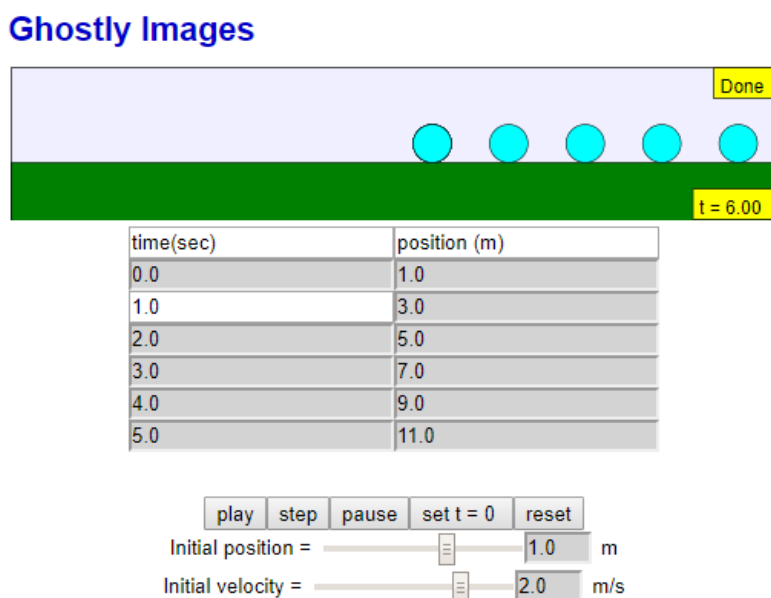 Ghostly Images
Done
t = 6.00
time(sec) position (m)
0.0 1.0
1.0 3.0
2.0 5.0
3.0 7.0
4.0 9.0
5.0 11.0
play step pause set t = 0 reset
Initial position = 1.0 m
Initial velocity = 2.0 m/s